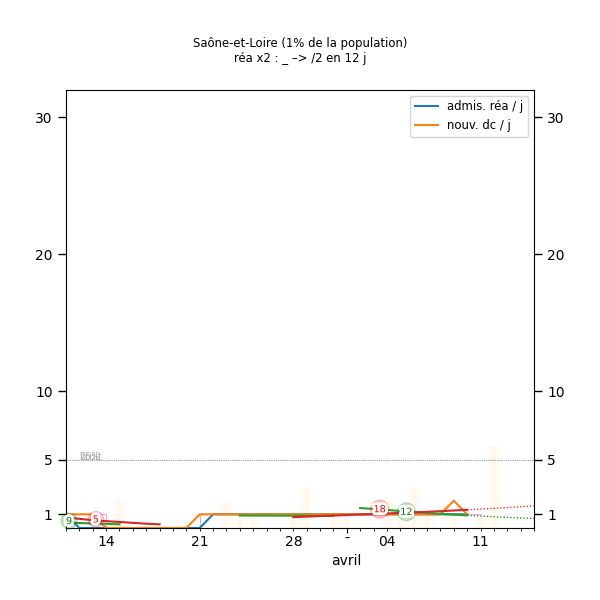 Saône-et-Loire (1% de la population)
réa x2 : _ –> /2 en 12 j
admis. réa / j
nouv. dc / j
30 30
20 20
10 10
5 5
1 1
9 5 18 12
14 21 28 - 04 11
avril